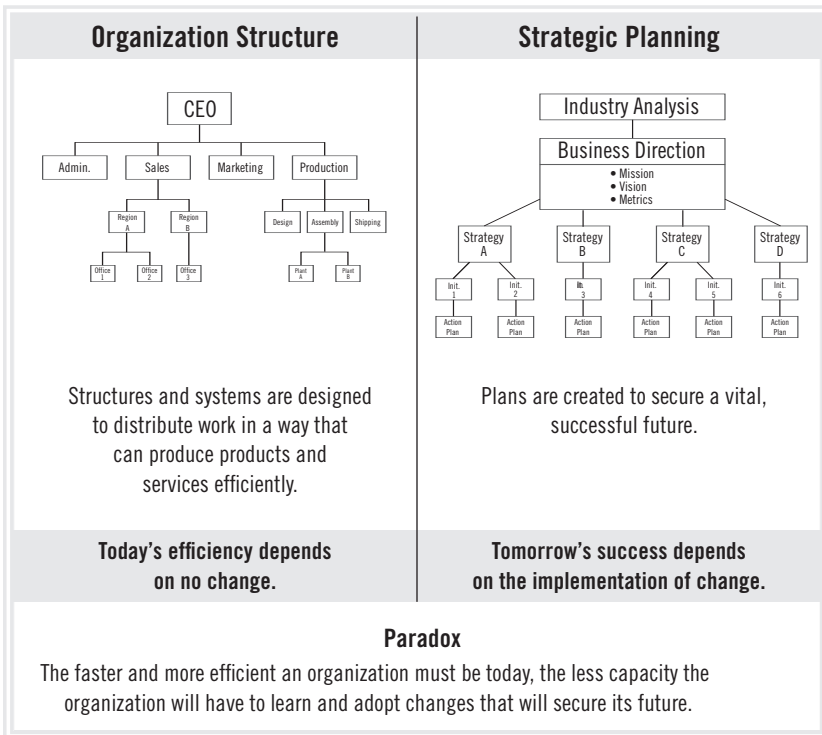 Organization Structure
CEO
Admin.
Sales
Marketing
Production
Region
A
Region
B
Design
Assembly
Shipping
Office
1
Office
2
Office
3
Plant
A
Plant
B
Structures and systems are designed
to distribute work in a way that
can produce products and
services efficiently.
Today’s efficiency depends
on no change.
Strategic Planning
Industry Analysis
Business Direction
• Mission
• Vision
• Metrics
Strategy
A
Strategy
B
Strategy
C
Strategy
D
Init.
1
Init.
2
3
Init.
4
Init.
5
Init.
6
Action
Plan
Action
Plan
Action
Plan
Action
Plan
Action
Plan
Action
Plan
Plans are created to secure a vital,
successful future.
Tomorrow’s success depends
on the implementation of change.
Paradox
The faster and more efficient an organization must be today, the less capacity the
organization will have to learn and adopt changes that will secure its future.